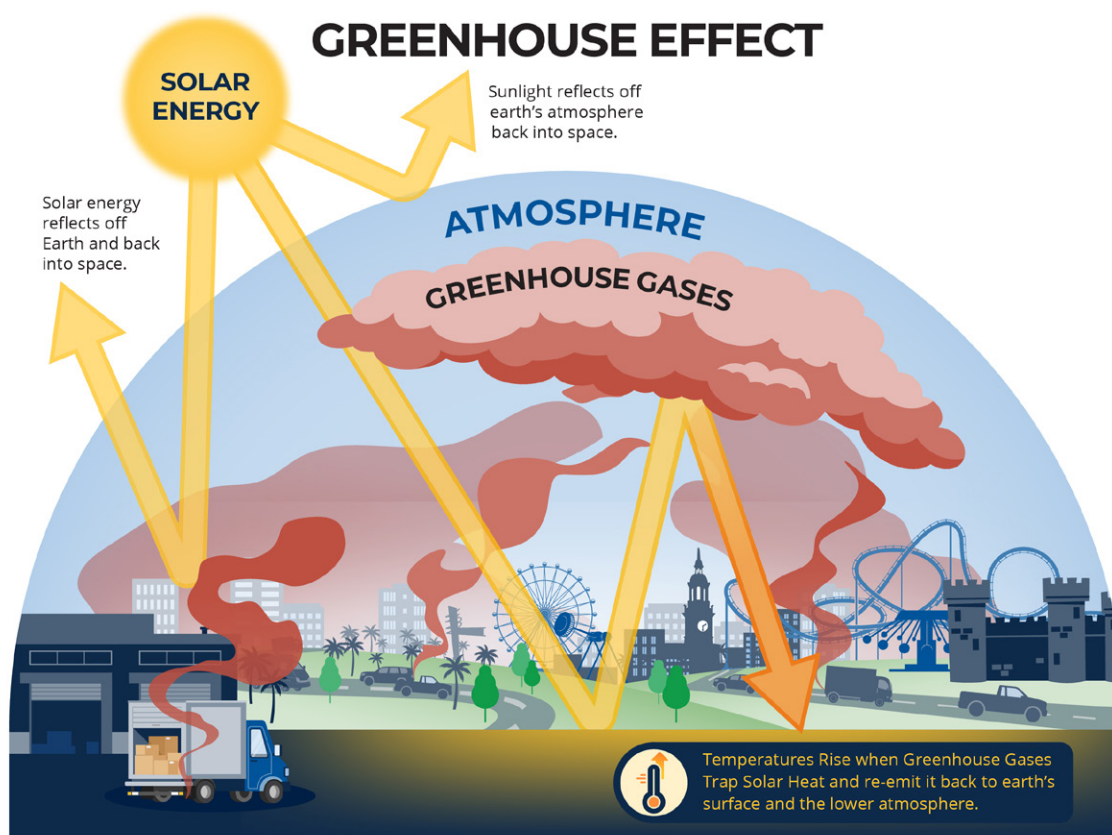 GREENHOUSE EFFECT
SOLAR
ENERGY
Sunlight reflects off
earth's atmosphere
back into space.
Solar energy
reflects off
Earth and back
into space.
ATMOSPHERE
GREENHOUSE GASES
Temperatures Rise when Greenhouse Gases
Trap Solar Heat and re-emit it back to earth's
surface and the lower atmosphere.